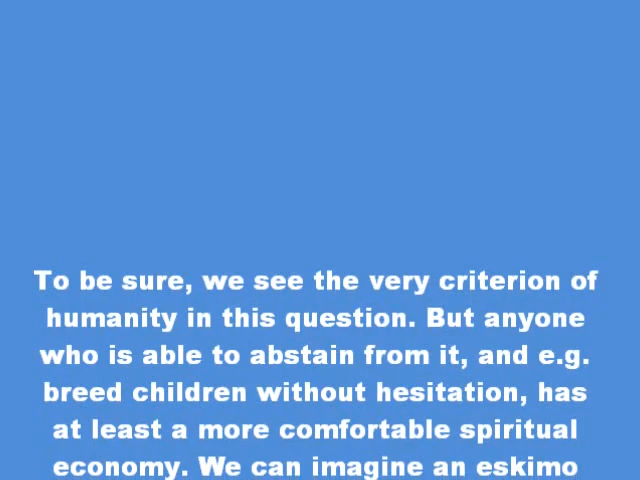 To be sure, we see the very criterion of
humanity in this question. But anyone
who is able to abstain from it, and e.g.
breed children without hesitation, has
at least a more comfortable spiritual
economy. We can imagine an eskimo